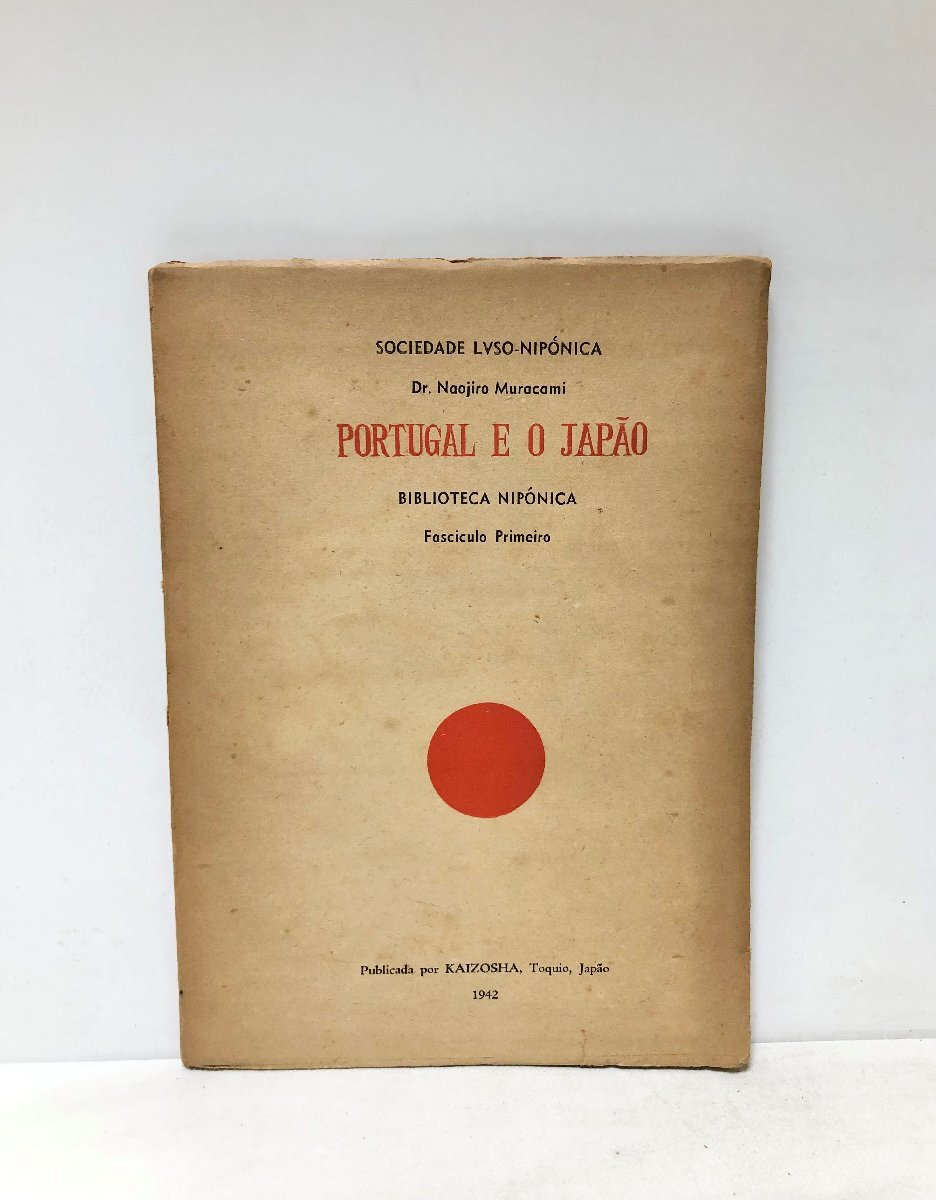 SOCIEDADE LVSO-NIPÓNICA
Dr. Naojiro Muracami
PORTUGAL E O JAPÃO
BIBLIOTECA NIPÓNICA
Fasciculo Primeiro
Publicada por KAIZOSHA, Toquio, Japão
1942